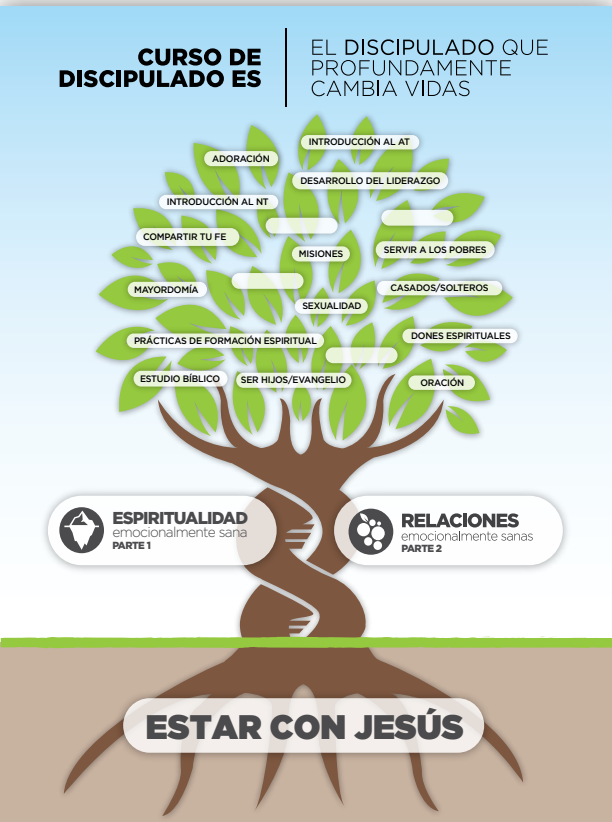 CURSO DE
DISCIPULADO ES
EL DISCIPULADO QUE
PROFUNDAMENTE
CAMBIA VIDAS
INTRODUCCIÓN AL AT
ADORACIÓN
DESARROLLO DEL LIDERAZGO
INTRODUCCIÓN AL NT
COMPARTIR TU FE
MISIONES
SERVIR A LOS POBRES
MAYORDOMÍA
CASADOS/SOLTEROS
SEXUALIDAD
PRÁCTICAS DE FORMACIÓN ESPIRITUAL
DONES ESPIRITUALES
ESTUDIO BÍBLICO
SER HIJOS/EVANGELIO
ORACIÓN
ESPIRITUALIDAD
emocionalmente sana
PARTE 1
RELACIONES
emocionalmente sanas
PARTE 2
ESTAR CON JESÚS